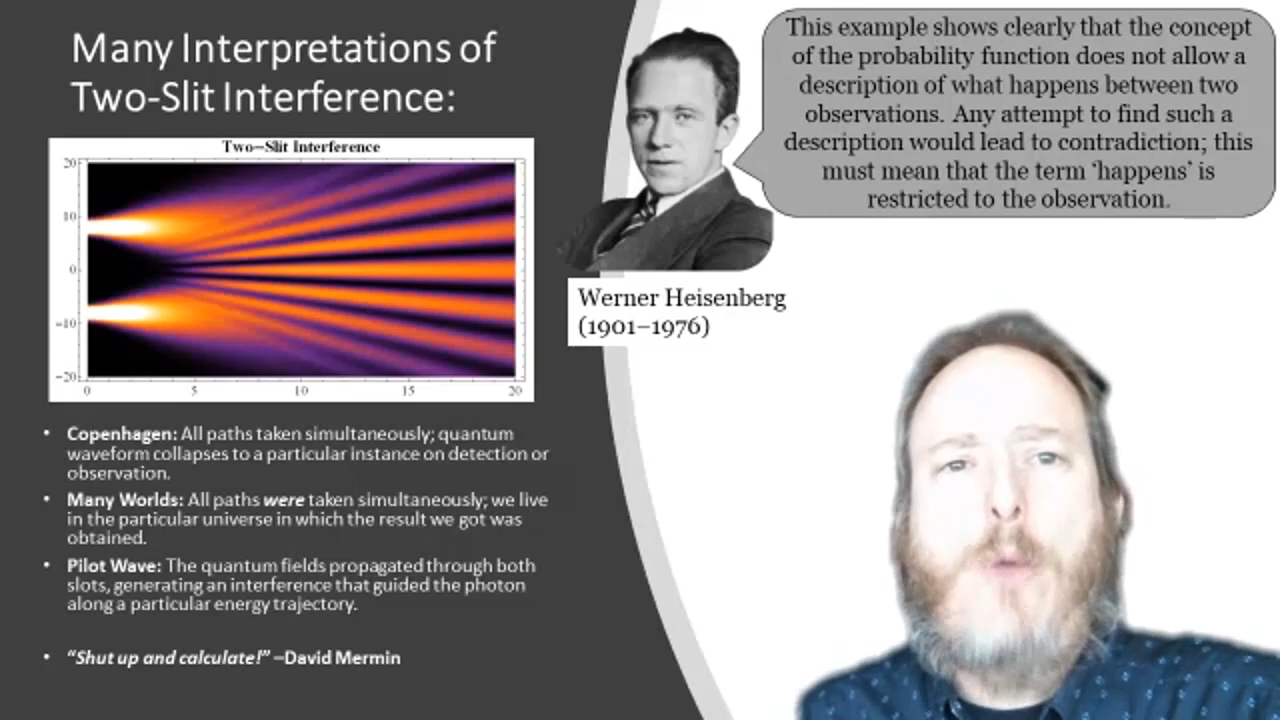 Many Interpretations of
Two-Slit Interference:
Two-Slit Interference
20
10
0
-10
-20
0
5
10
15
20
• Copenhagen: All paths taken simultaneously; quantum
waveform collapses to a particular instance on detection or
observation.
• Many Worlds: All paths were taken simultaneously; we live
in the particular universe in which the result we got was
obtained.
• Pilot Wave: The quantum fields propagated through both
slots, generating an interference that guided the photon
along a particular energy trajectory.
• “Shut up and calculate!” –David Mermin
This example shows clearly that the concept
of the probability function does not allow a
description of what happens between two
observations. Any attempt to find such a
description would lead to contradiction; this
must mean that the term ‘happens’ is
restricted to the observation.
Werner Heisenberg
(1901–1976)